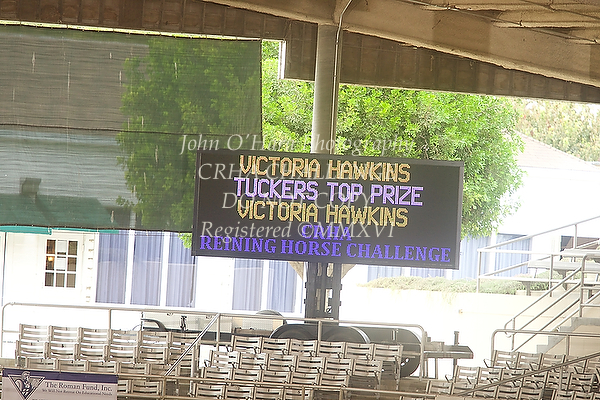 John O'Hara Photography
VICTORIA HAWKINS
TUCKERS TOP PRIZE
VICTORIA HAWKINS
CMM
REINING HORSE CHALLENGE
Registered ©MMXVI
The Roman Fund, Inc.